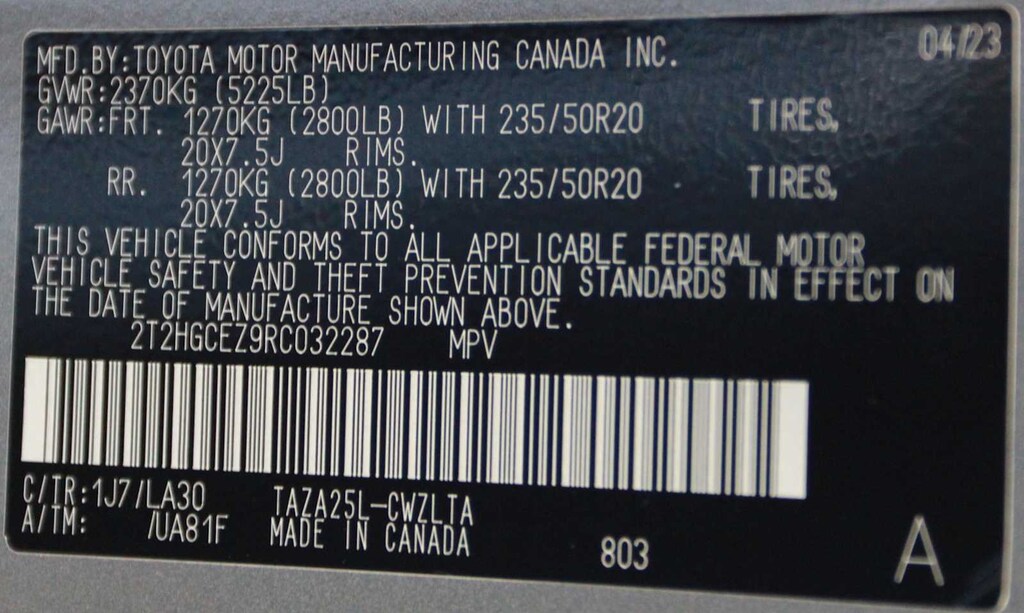 MFD.BY:TOYOTA MOTOR MANUFACTURING CANADA INC. 04/23
GVWR:2370KG (5225LB)
GAWR:FRT. 1270KG (2800LB) WITH 235/50R20 TIRES,
20X7.5J RIMS.
RR. 1270KG (2800LB) WITH 235/50R20 TIRES,
20X7.5J RIMS.
THIS VEHICLE CONFORMS TO ALL APPLICABLE FEDERAL MOTOR
VEHICLE SAFETY AND THEFT PREVENTION STANDARDS IN EFFECT ON
THE DATE OF MANUFACTURE SHOWN ABOVE.
2T2HGCEZ9RC032287 MPV
C/TR:1J7/LA30 TAZA25L-CWZLTA
A/TM: /UA81F MADE IN CANADA 803 A